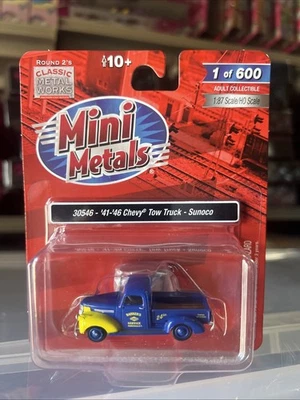 ROUND 2's
CLASSIC
METAL
WORKS
10+
1 of 600
ADULT COLLECTIBLE
1:87 Scale/HO Scale
Mini
Metals
30546 - '41-'46 Chevy® Tow Truck - Sunoco